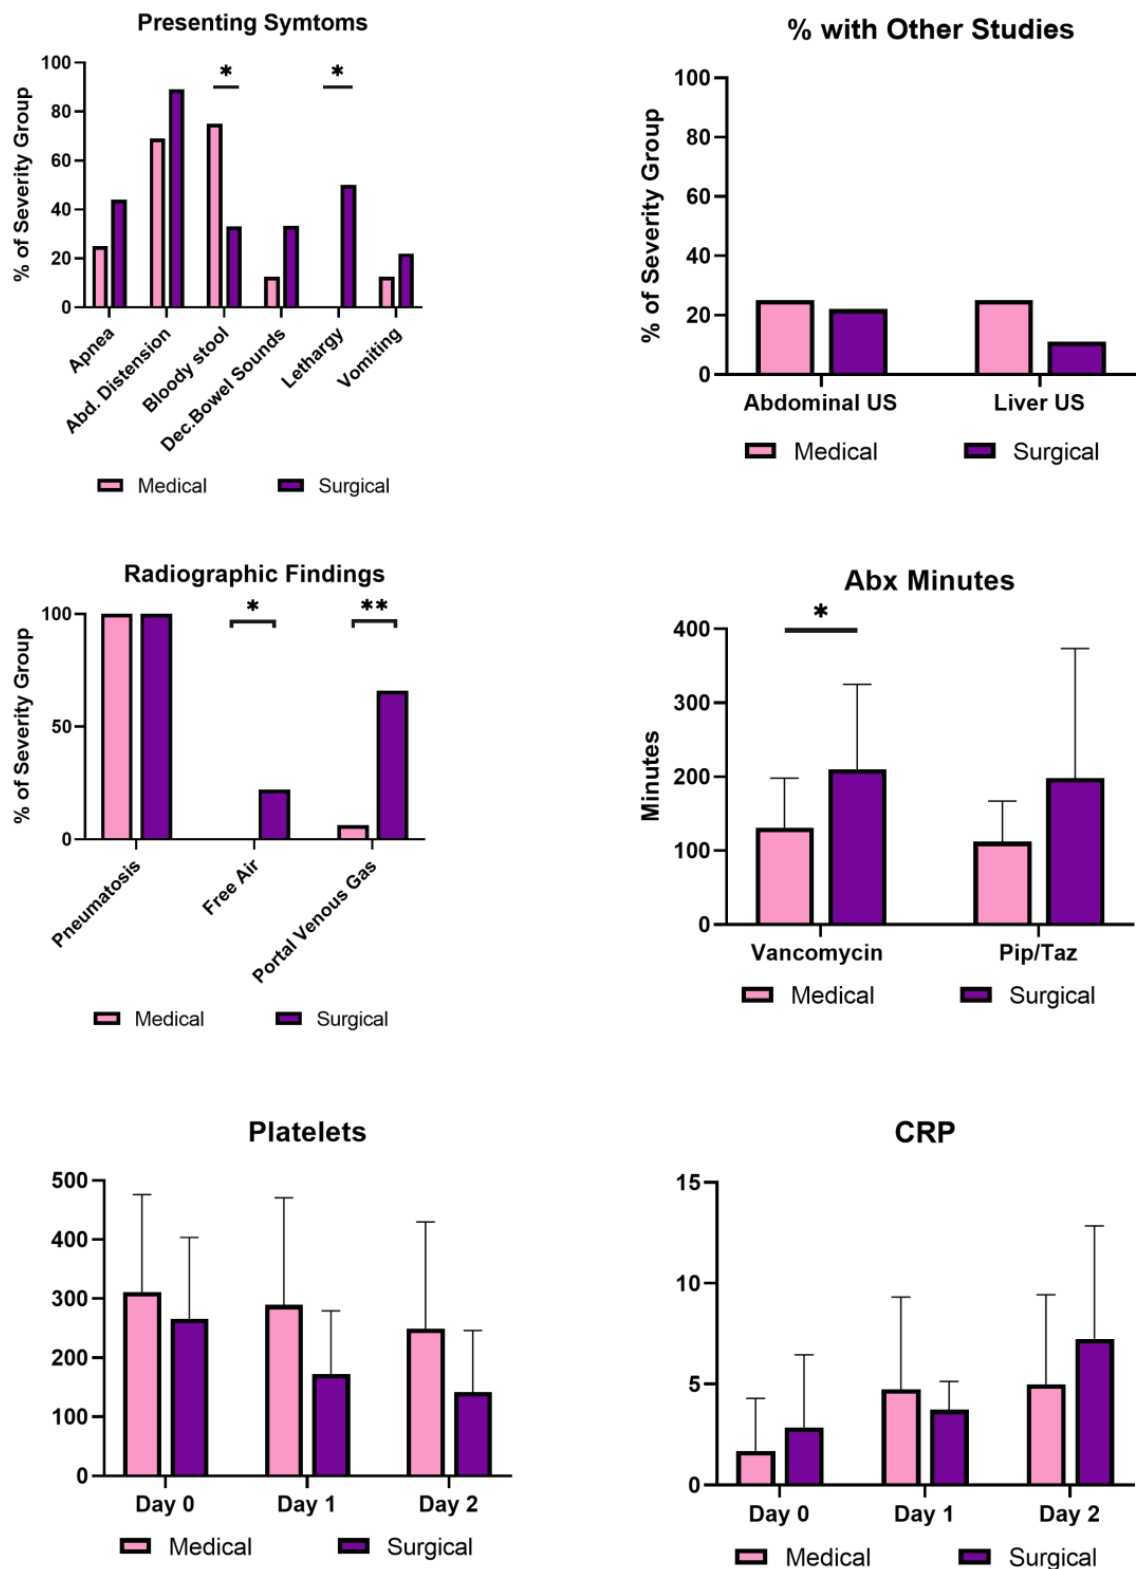 Presenting Symtoms
*
*
% of Severity Group
100
80
60
40
20
0
Apnea
Abd. Distension
Bloody stool
Dec.Bowel Sounds
Lethargy
Vomiting
Medical
Surgical
% with Other Studies
% of Severity Group
100
80
60
40
20
0
Abdominal US
Liver US
Medical
Surgical
Radiographic Findings
*
**
% of Severity Group
100
50
0
Pneumatosis
Free Air
Portal Venous Gas
Medical
Surgical
Abx Minutes
*
Minutes
400
300
200
100
0
Vancomycin
Pip/Taz
Medical
Surgical
Platelets
500
400
300
200
100
0
Day 0
Day 1
Day 2
Medical
Surgical
CRP
15
10
5
0
Day 0
Day 1
Day 2
Medical
Surgical